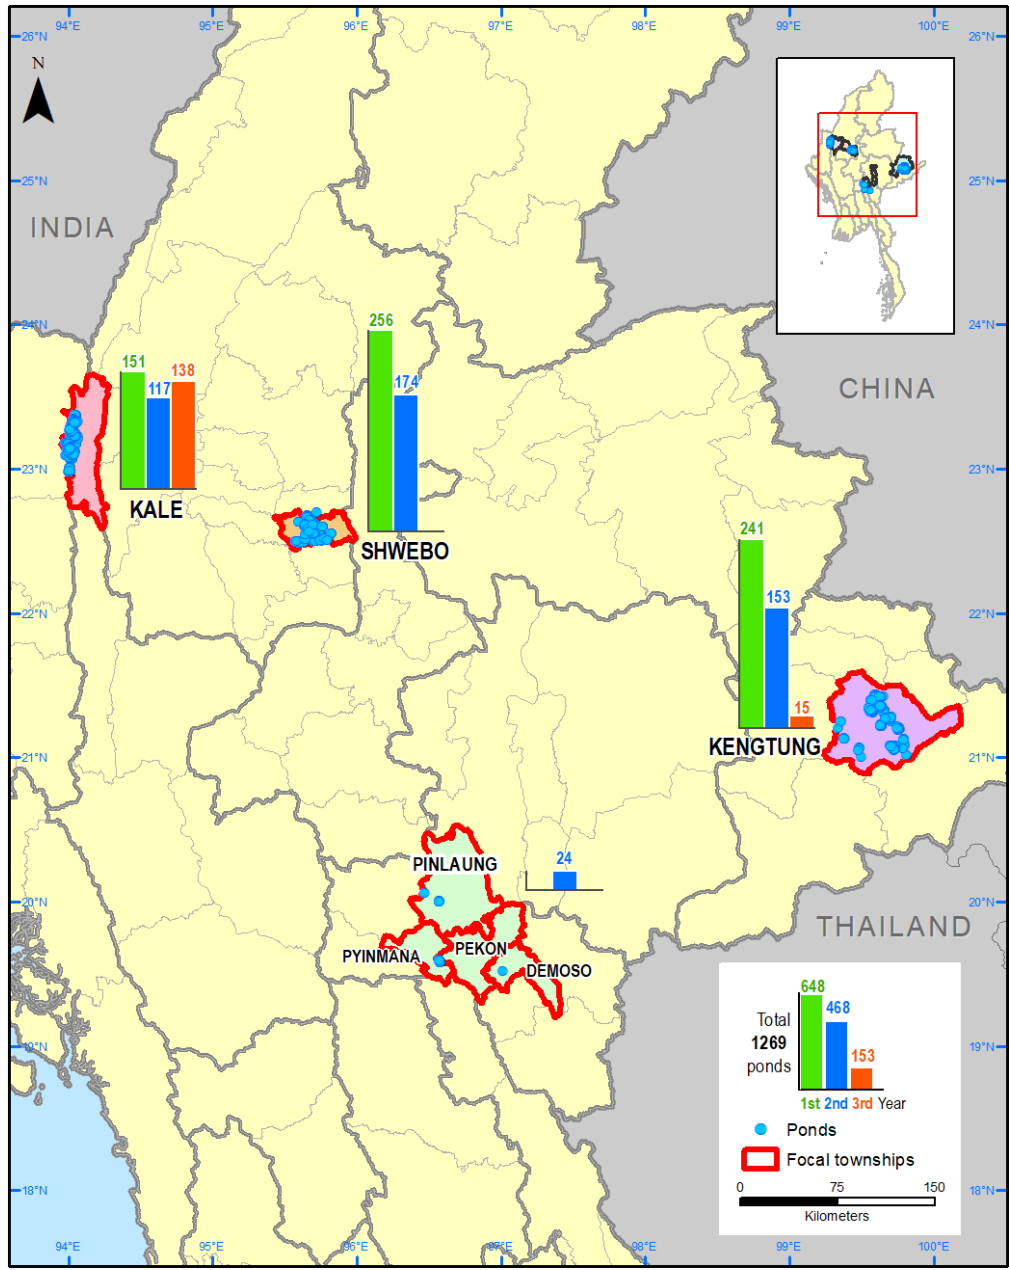 94°E 95°E 96°E 97°E 98°E 99°E 100°E
26°N 26°N
N
25°N 25°N
INDIA
24°N 24°N
256
151 117 138
174
CHINA
23°N 23°N
KALE
SHWEBO
241
153
15
22°N 22°N
KENGTUNG
21°N 21°N
PINLAUNG
24
20°N 20°N
THAILAND
PYINMANA
PEKON
DEMOSO
648
468
153
Total
1269
ponds
1st 2nd 3rd Year
19°N 19°N
Ponds
Focal townships
0 75 150
Kilometers
18°N 18°N
94°E 95°E 96°E 97°E 98°E 99°E 100°E